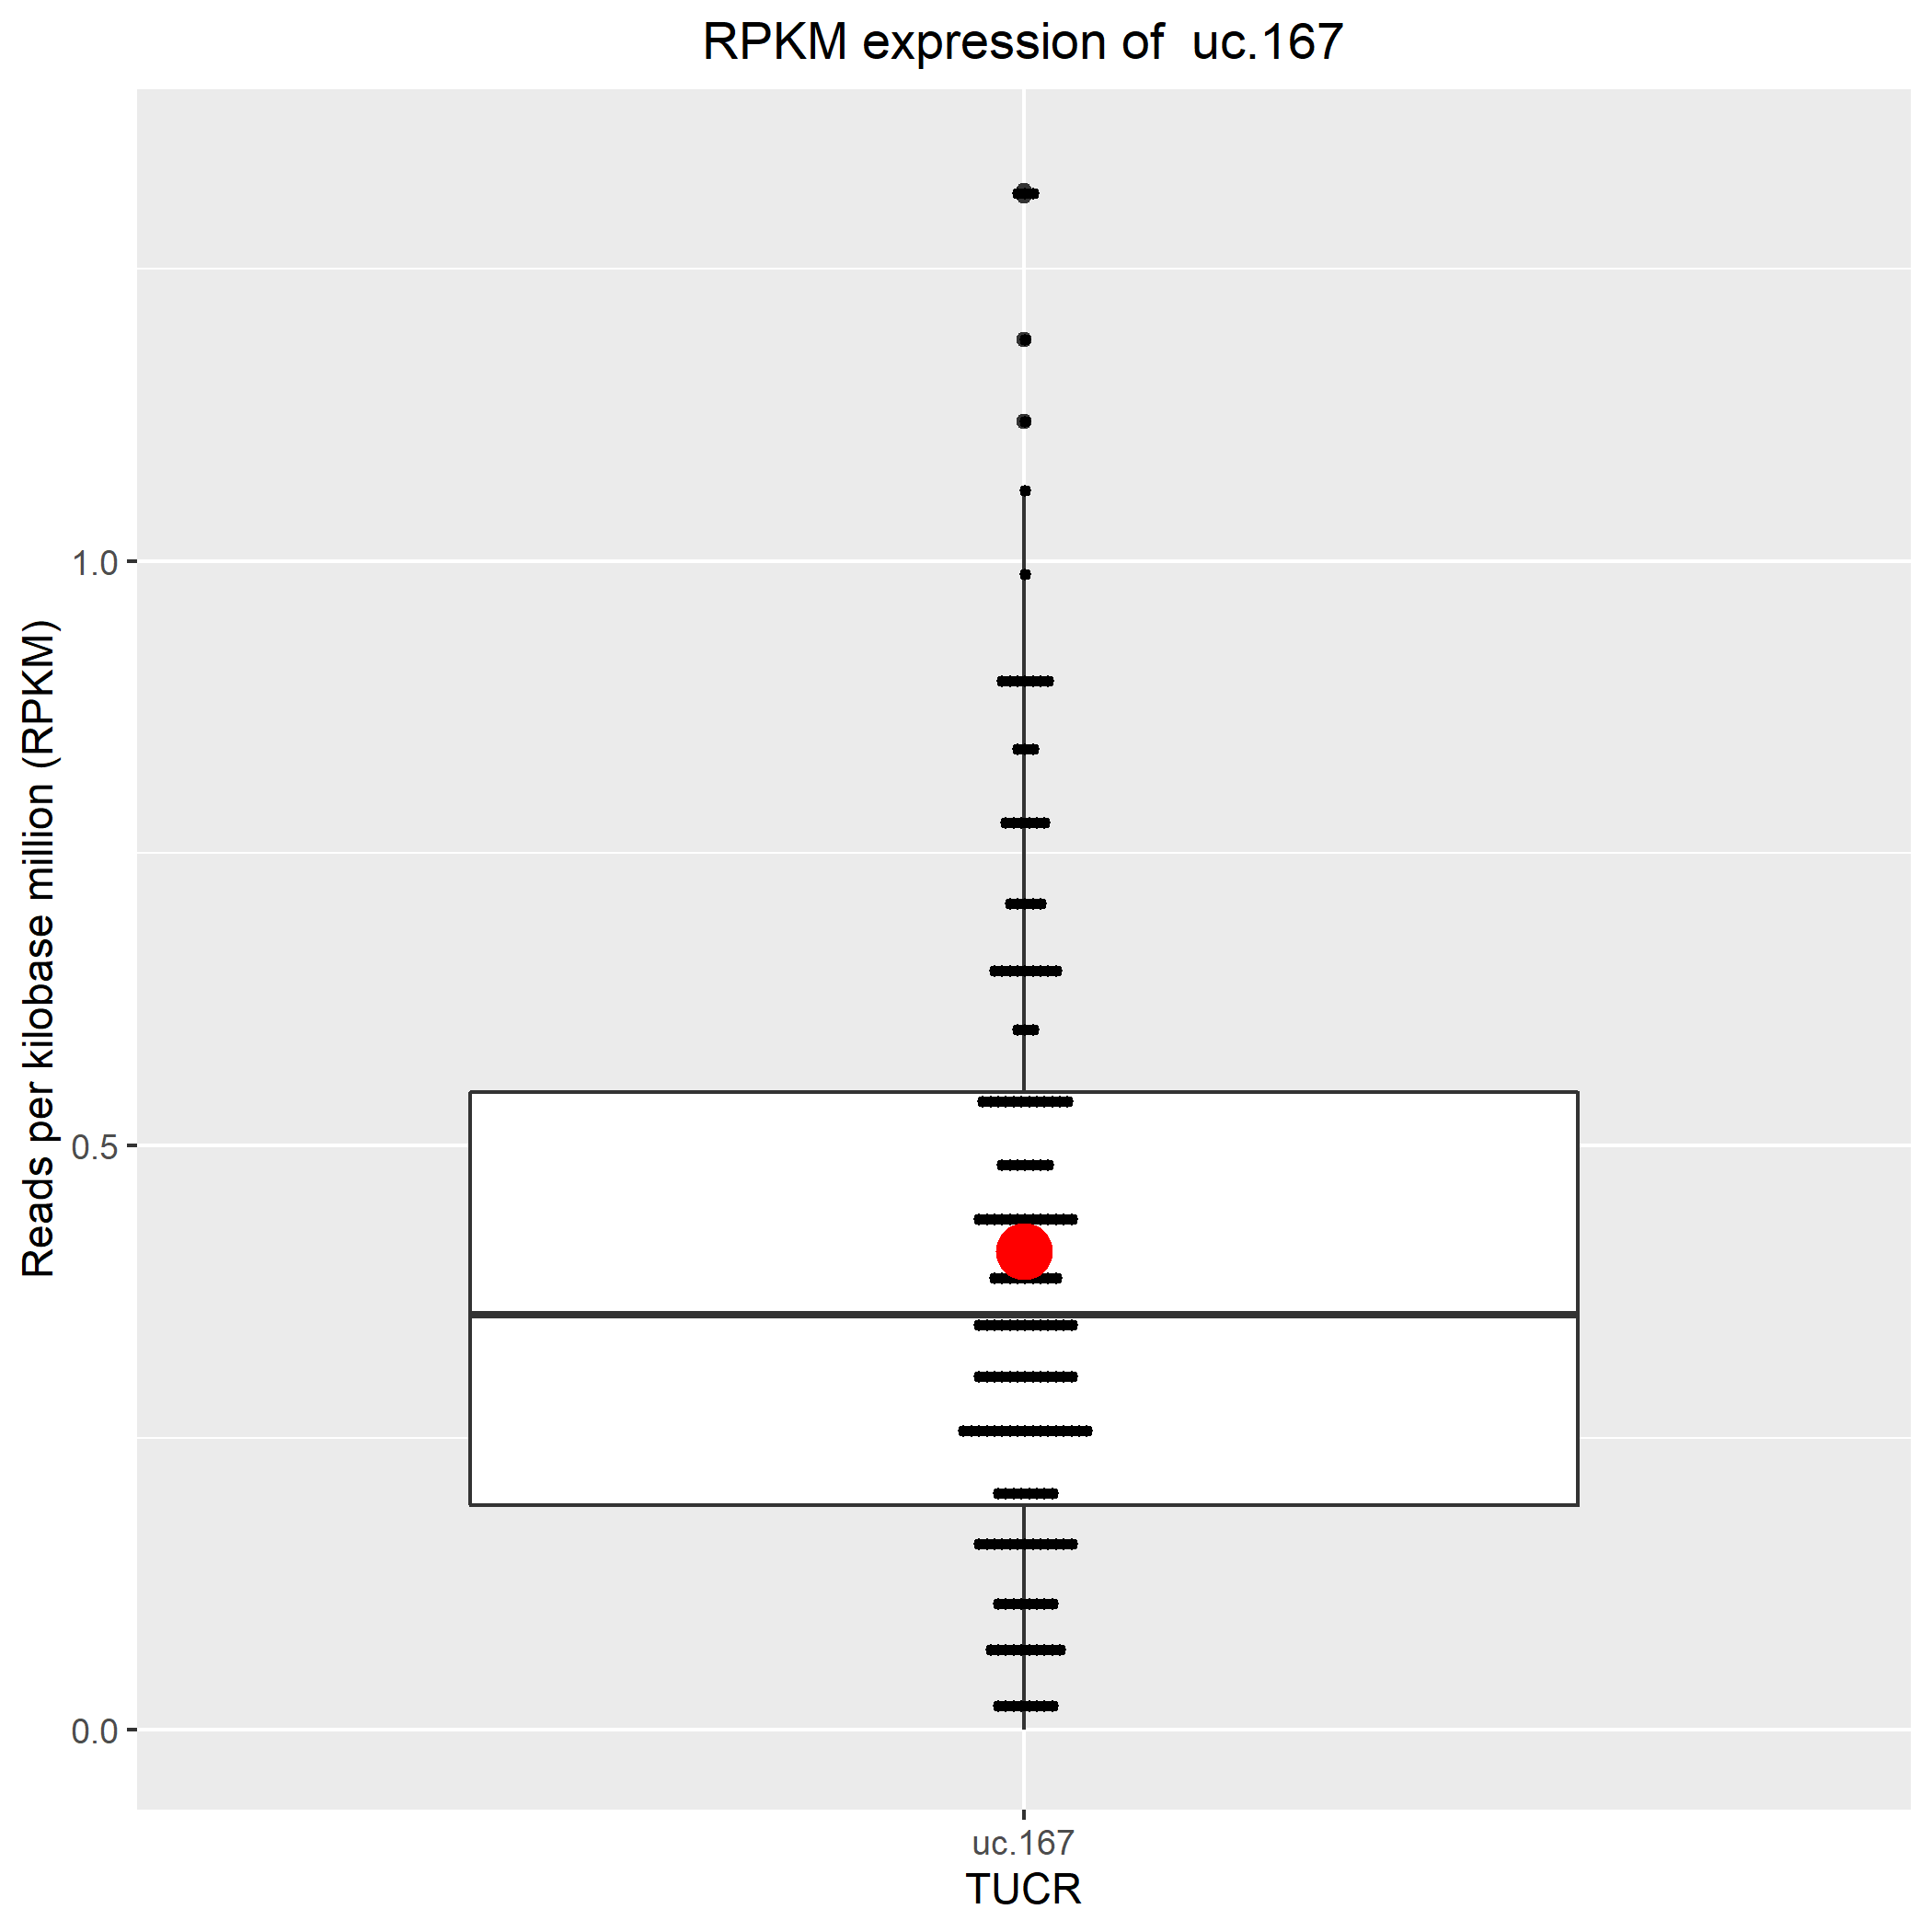 RPKM expression of  uc.167
Reads per kilobase million (RPKM)
1.0
0.5
0.0
uc.167
TUCR